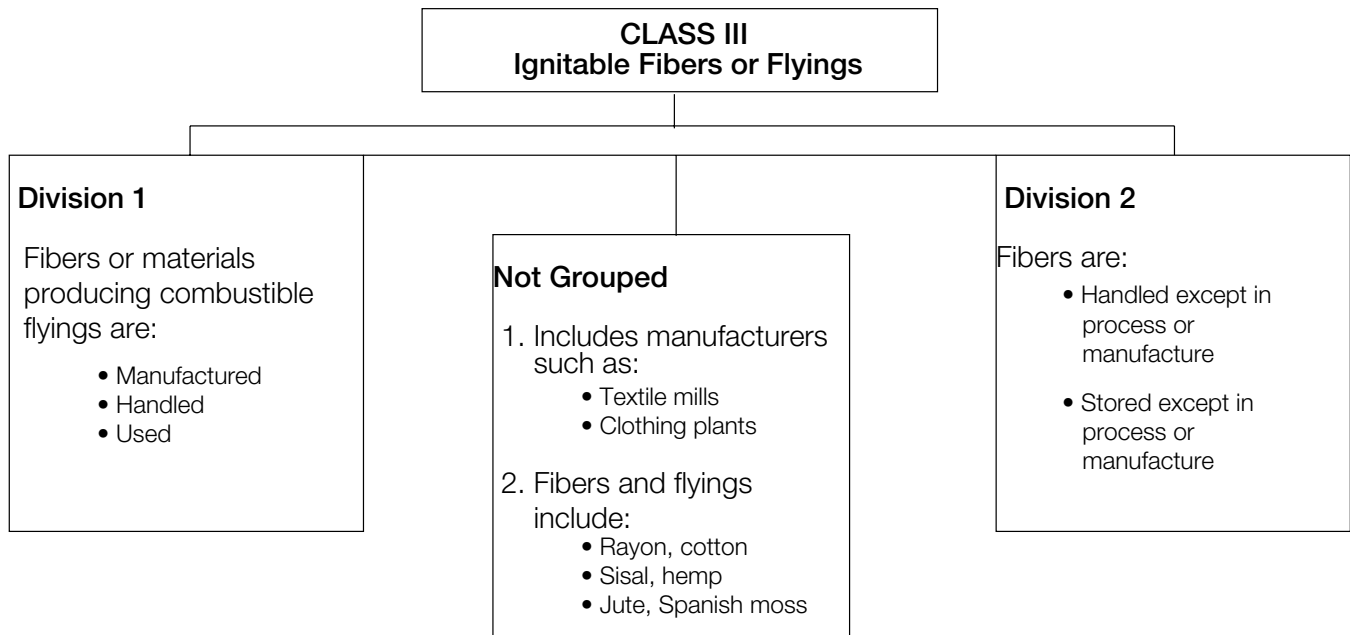 CLASS III
Ignitable Fibers or Flyings
Division 1
Fibers or materials
producing combustible
flyings are:
• Manufactured
• Handled
• Used
Not Grouped
1. Includes manufacturers
such as:
• Textile mills
• Clothing plants
2. Fibers and flyings
include:
• Rayon, cotton
• Sisal, hemp
• Jute, Spanish moss
Division 2
Fibers are:
• Handled except in
process or
manufacture
• Stored except in
process or
manufacture